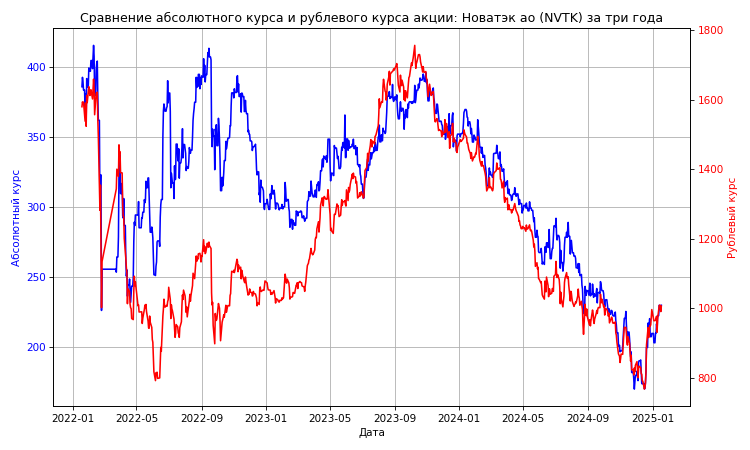 Сравнение абсолютного курса и рублевого курса акции: Новатэк ао (NVTK) за три года
Абсолютный курс
400
350
300
250
200
1800
1600
1400
1200
1000
800
Рублевый курс
2022-01 2022-05 2022-09 2023-01 2023-05 2023-09 2024-01 2024-05 2024-09 2025-01
Дата